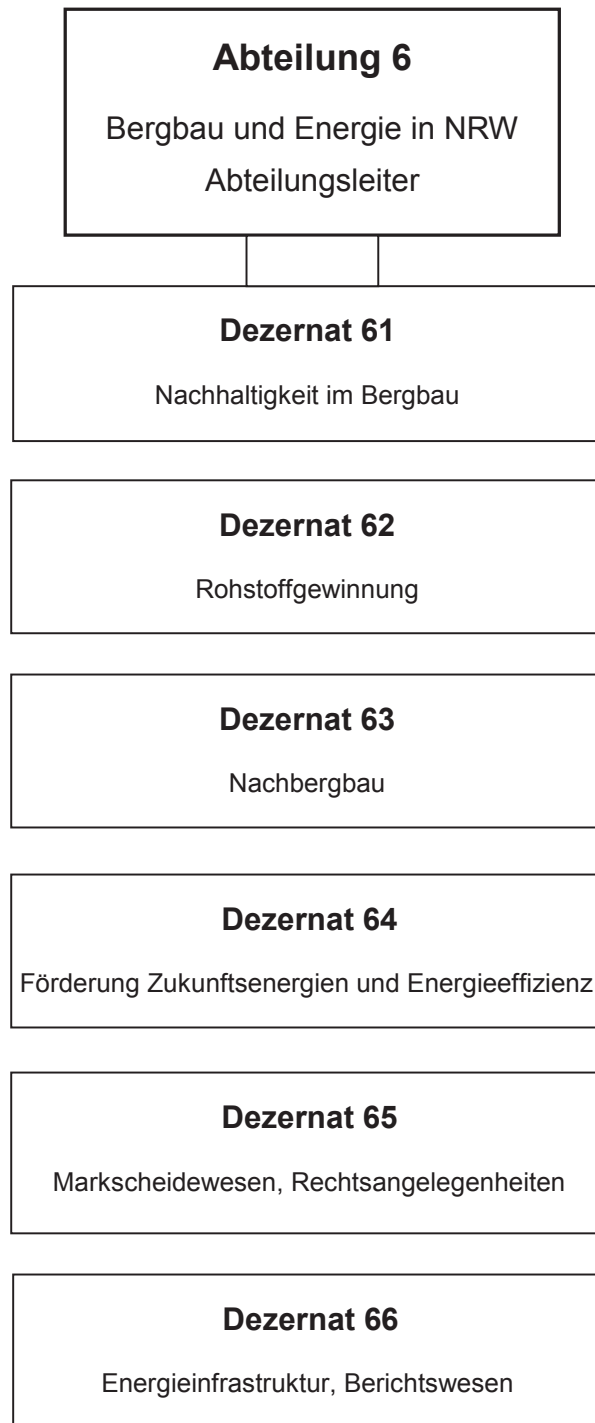 Abteilung 6
Bergbau und Energie in NRW
Abteilungsleiter
Dezernat 61
Nachhaltigkeit im Bergbau
Dezernat 62
Rohstoffgewinnung
Dezernat 63
Nachbergbau
Dezernat 64
Förderung Zukunftsenergien und Energieeffizienz
Dezernat 65
Markscheidewesen, Rechtsangelegenheiten
Dezernat 66
Energieinfrastruktur, Berichtswesen